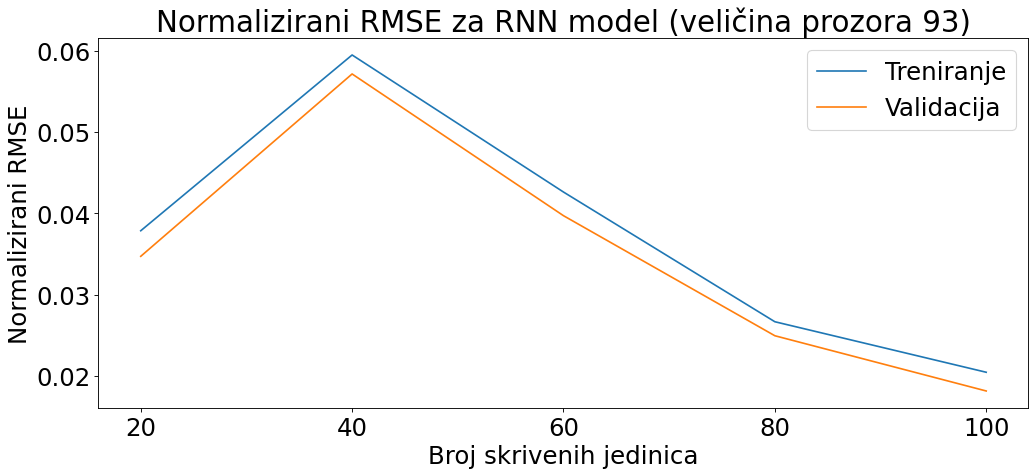 Normalizirani RMSE za RNN model (veličina prozora 93)
Normalizirani RMSE
0.06
0.05
0.04
0.03
0.02
Treniranje
Validacija
20 40 60 80 100
Broj skrivenih jedinica